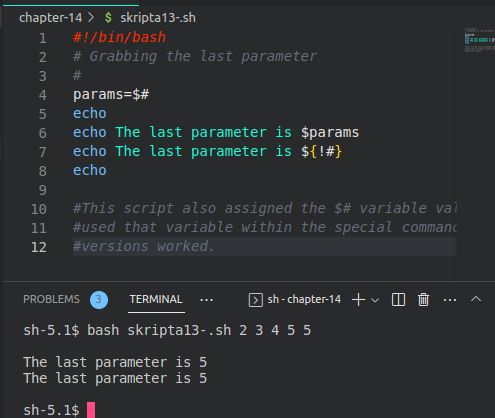 chapter-14 > $ skripta13-.sh
1 #!/bin/bash
2 # Grabbing the last parameter
3 #
4 params=$#
5 echo
6 echo The last parameter is $params
7 echo The last parameter is ${!#}
8 echo
9
10 #This script also assigned the $# variable val
11 #used that variable within the special comman
12 #versions worked.
PROBLEMS 3 TERMINAL ··· sh - chapter-14
sh-5.1$ bash skripta13-.sh 2 3 4 5 5
The last parameter is 5
The last parameter is 5
sh-5.1$